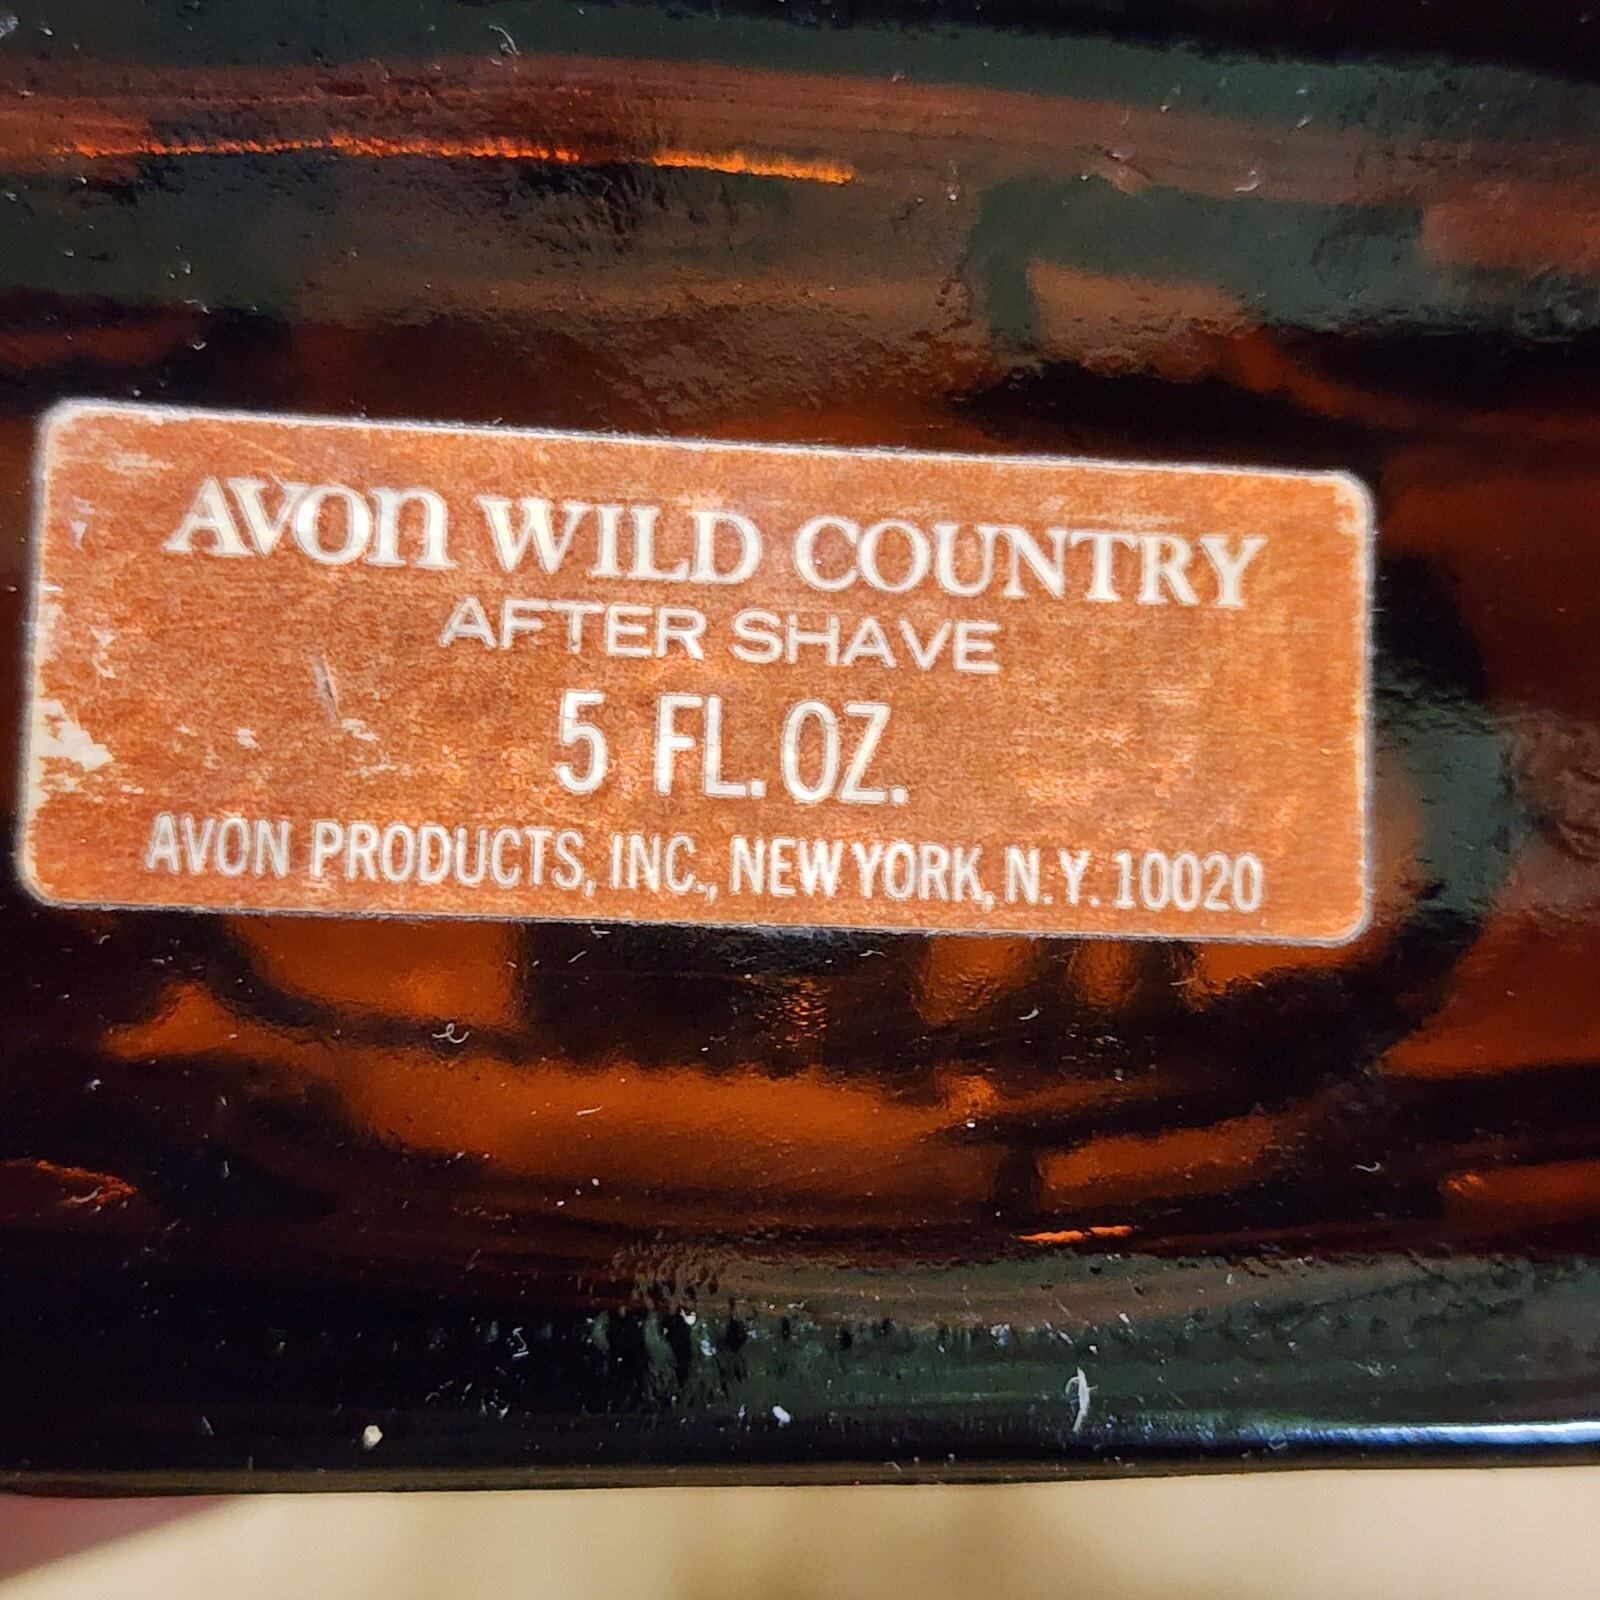 AVON WILD COUNTRY
AFTER SHAVE
5 FL. OZ.
AVON PRODUCTS, INC., NEW YORK, N.Y. 10020